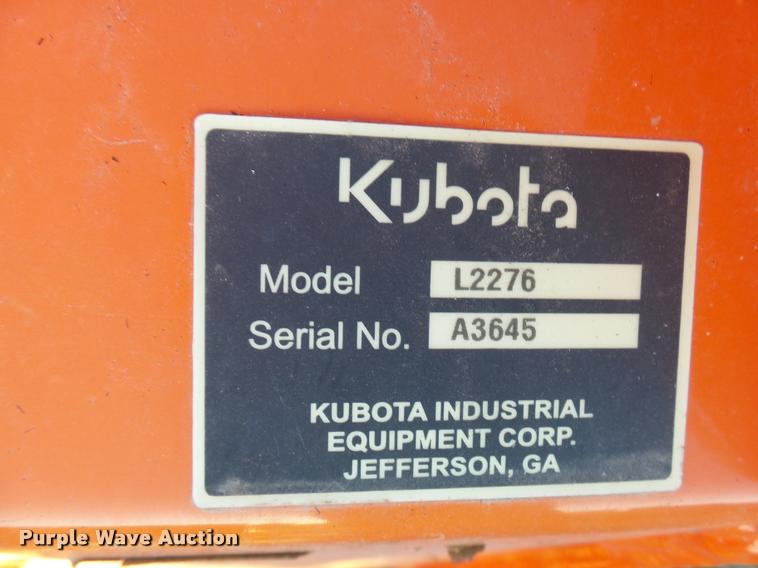 Kubota
Model L2276
Serial No. A3645
KUBOTA INDUSTRIAL
EQUIPMENT CORP.
JEFFERSON, GA
Purple Wave Auction